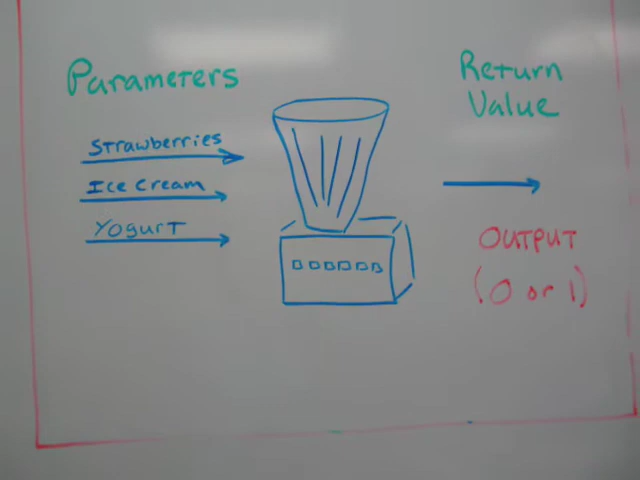 Parameters
Strawberries
Ice Cream
Yogurt
Return
Value
OUTPUT
(0 or 1)